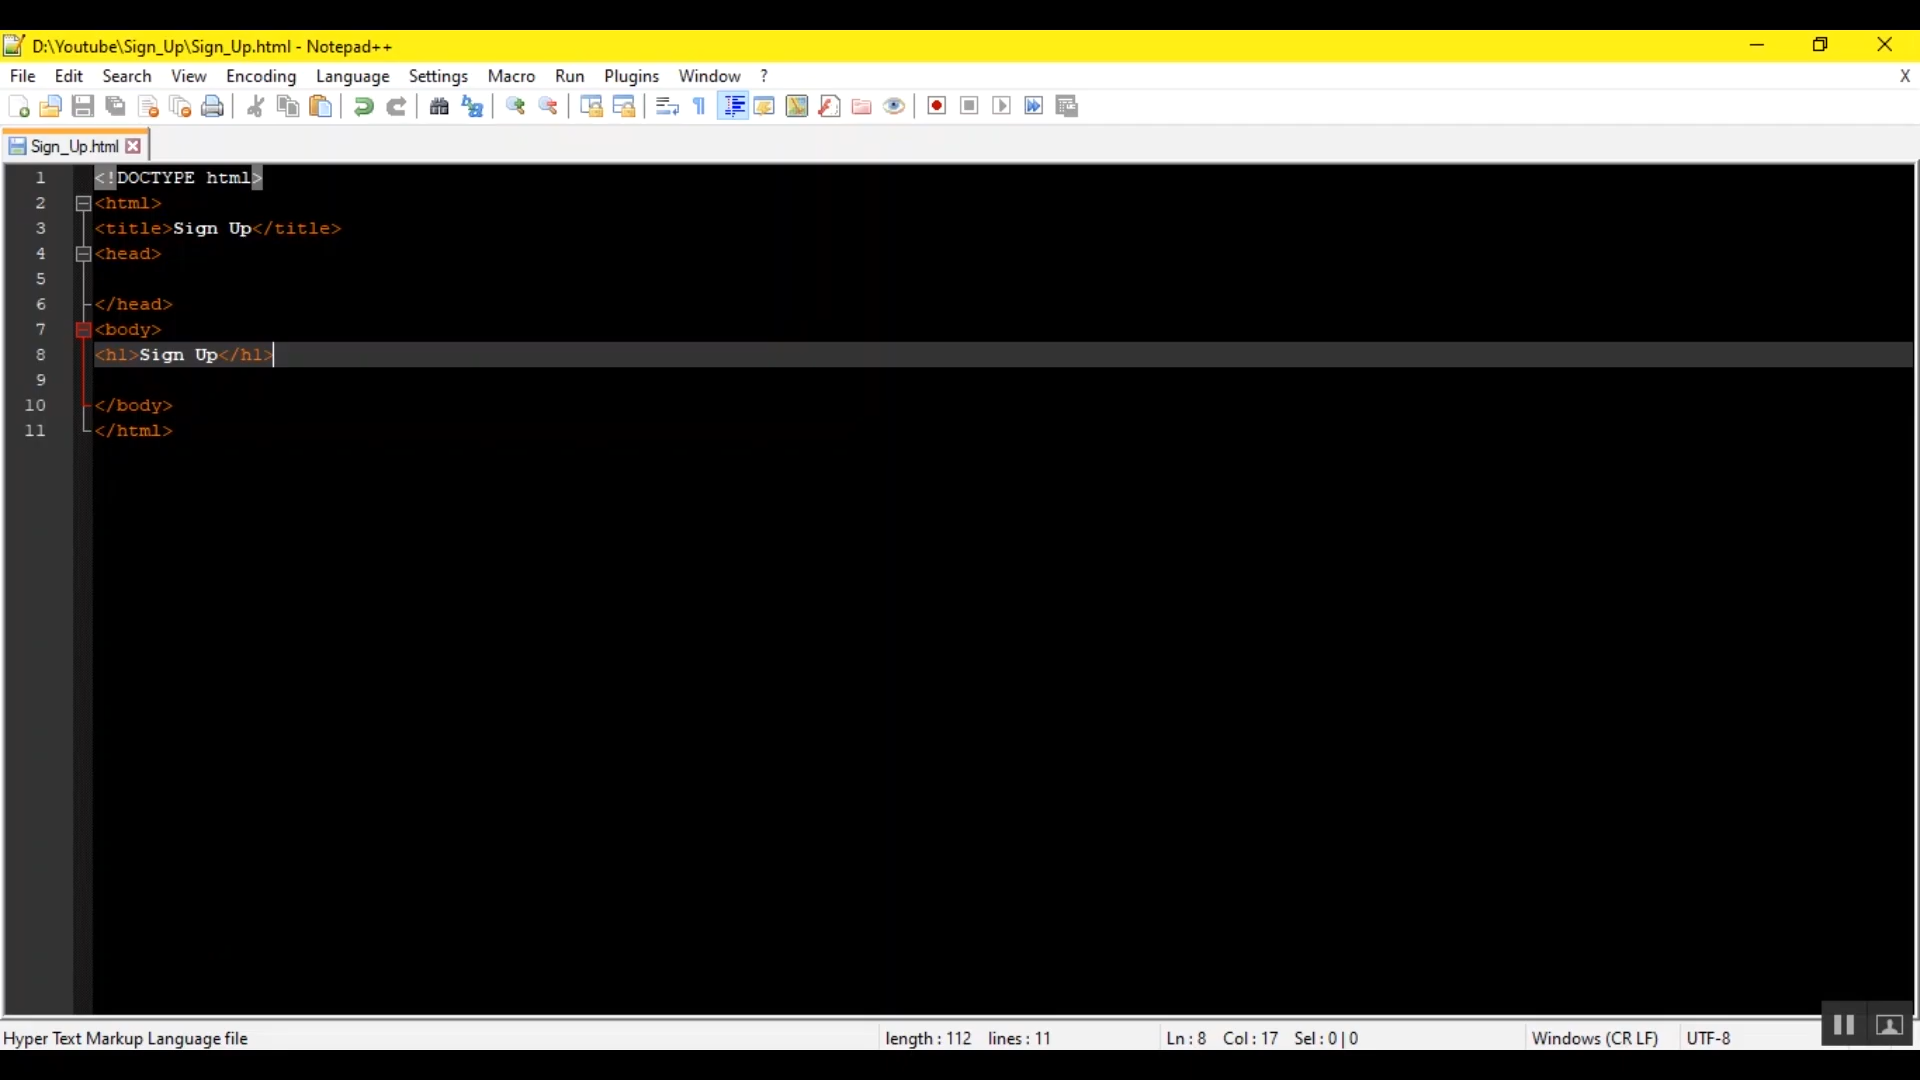 D:\Youtube\Sign_Up\Sign_Up.html - Notepad++
File Edit Search View Encoding Language Settings Macro Run Plugins Window ? X
Sign_Up.html
1 <!DOCTYPE html>
2 <html>
3 <title>Sign Up</title>
4 <head>
5
6 </head>
7 <body>
8 <h1>Sign Up</h1>
9
10 </body>
11 </html>
Hyper Text Markup Language file length : 112 lines : 11 Ln : 8 Col : 17 Sel : 0 | 0 Windows (CR LF) UTF-8